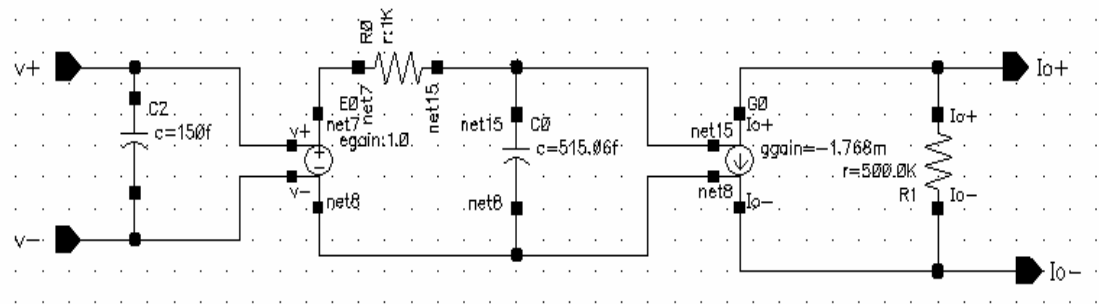 v+
C2
c=150f
v-
v+
v-
E0
net7
egain:1.0
net8
R0
r:1K
net7
net15
net15
C0
c=515.06f
net8
net15
net8
G0
Io+
ggain=-1.768m
Io-
Io+
r=500.0K
R1
Io-
Io+
Io-